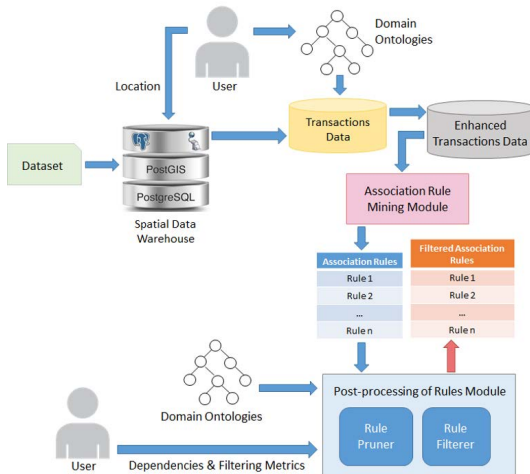 Domain
Ontologies
User
Location
Transactions
Data
Enhanced
Transactions Data
Dataset
PostGIS
PostgreSQL
Spatial Data
Warehouse
Association Rule
Mining Module
Association Rules
Rule 1
Rule 2
...
Rule n
Filtered Association
Rules
Rule 1
Rule 2
...
Rule n
Domain Ontologies
Post-processing of Rules Module
Rule
Pruner
Rule
Filterer
User
Dependencies & Filtering Metrics